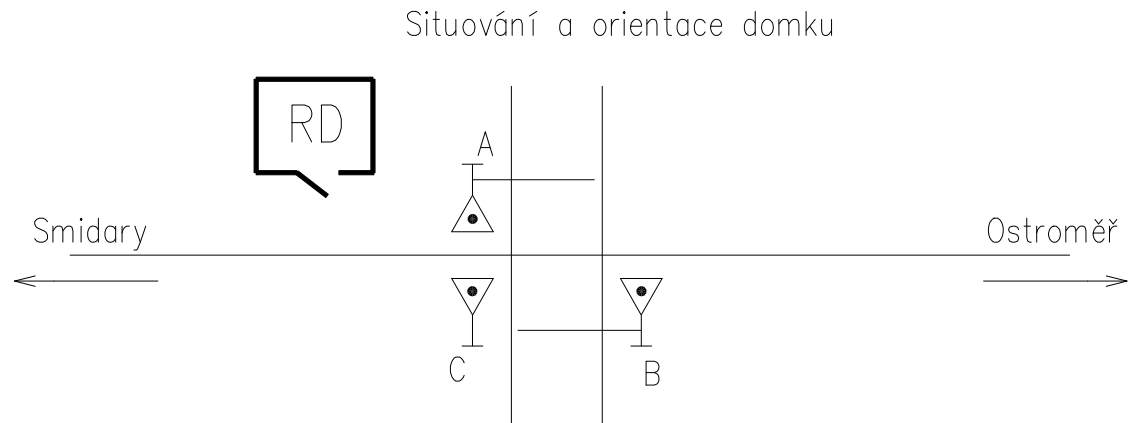 Situování a orientace domku
RD
A
Smidary
Ostroměř
C
B